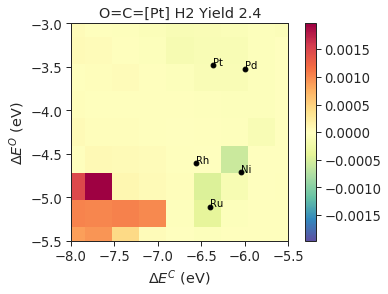 O=C=[Pt] H2 Yield 2.4
ΔE^O (eV)
−3.0
−3.5
−4.0
−4.5
−5.0
−5.5
Pt
Pd
Rh
Ni
Ru
−8.0 −7.5 −7.0 −6.5 −6.0 −5.5
ΔE^C (eV)
0.0015
0.0010
0.0005
0.0000
−0.0005
−0.0010
−0.0015